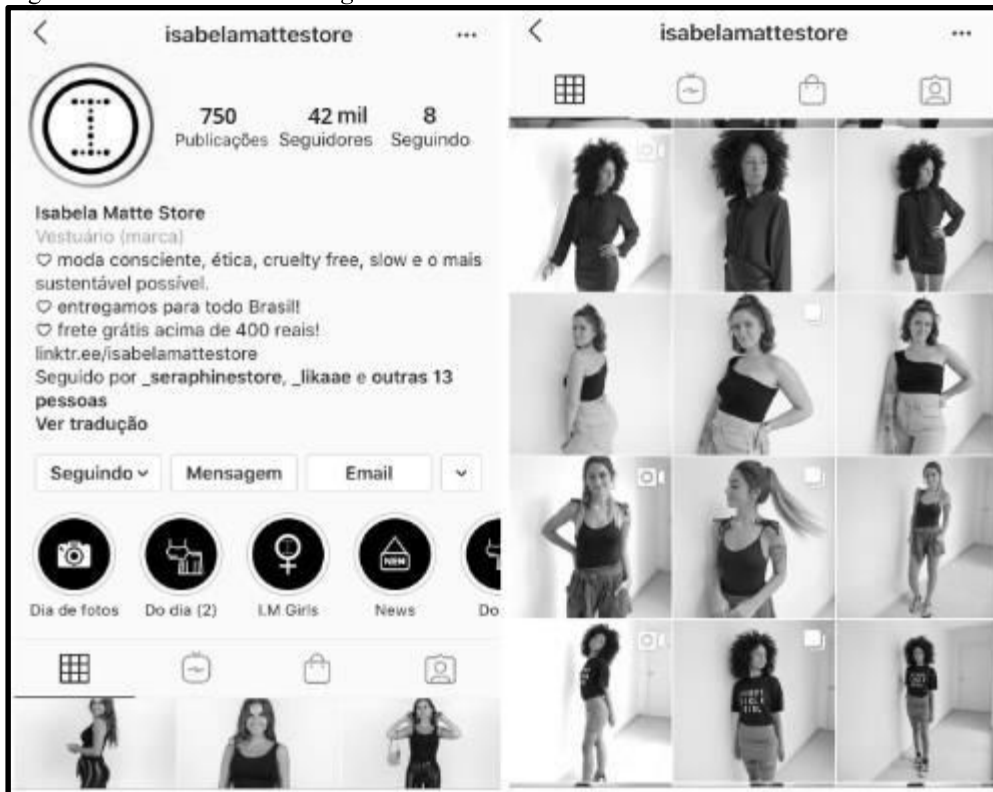 isabelamattestore
750 42 mil 8
Publicações Seguidores Seguindo
Isabela Matte Store
Vestuário (marca)
♡ moda consciente, ética, cruelty free, slow e o mais
sustentável possível.
♡ entregamos para todo Brasil!
♡ frete grátis acima de 400 reais!
linktr.ee/isabelamattestore
Seguido por _seraphinestore, _likaae e outras 13
pessoas
Ver tradução
Seguindo Mensagem Email
NEW
Dia de fotos Do dia (2) I.M Girls News Do
isabelamattestore